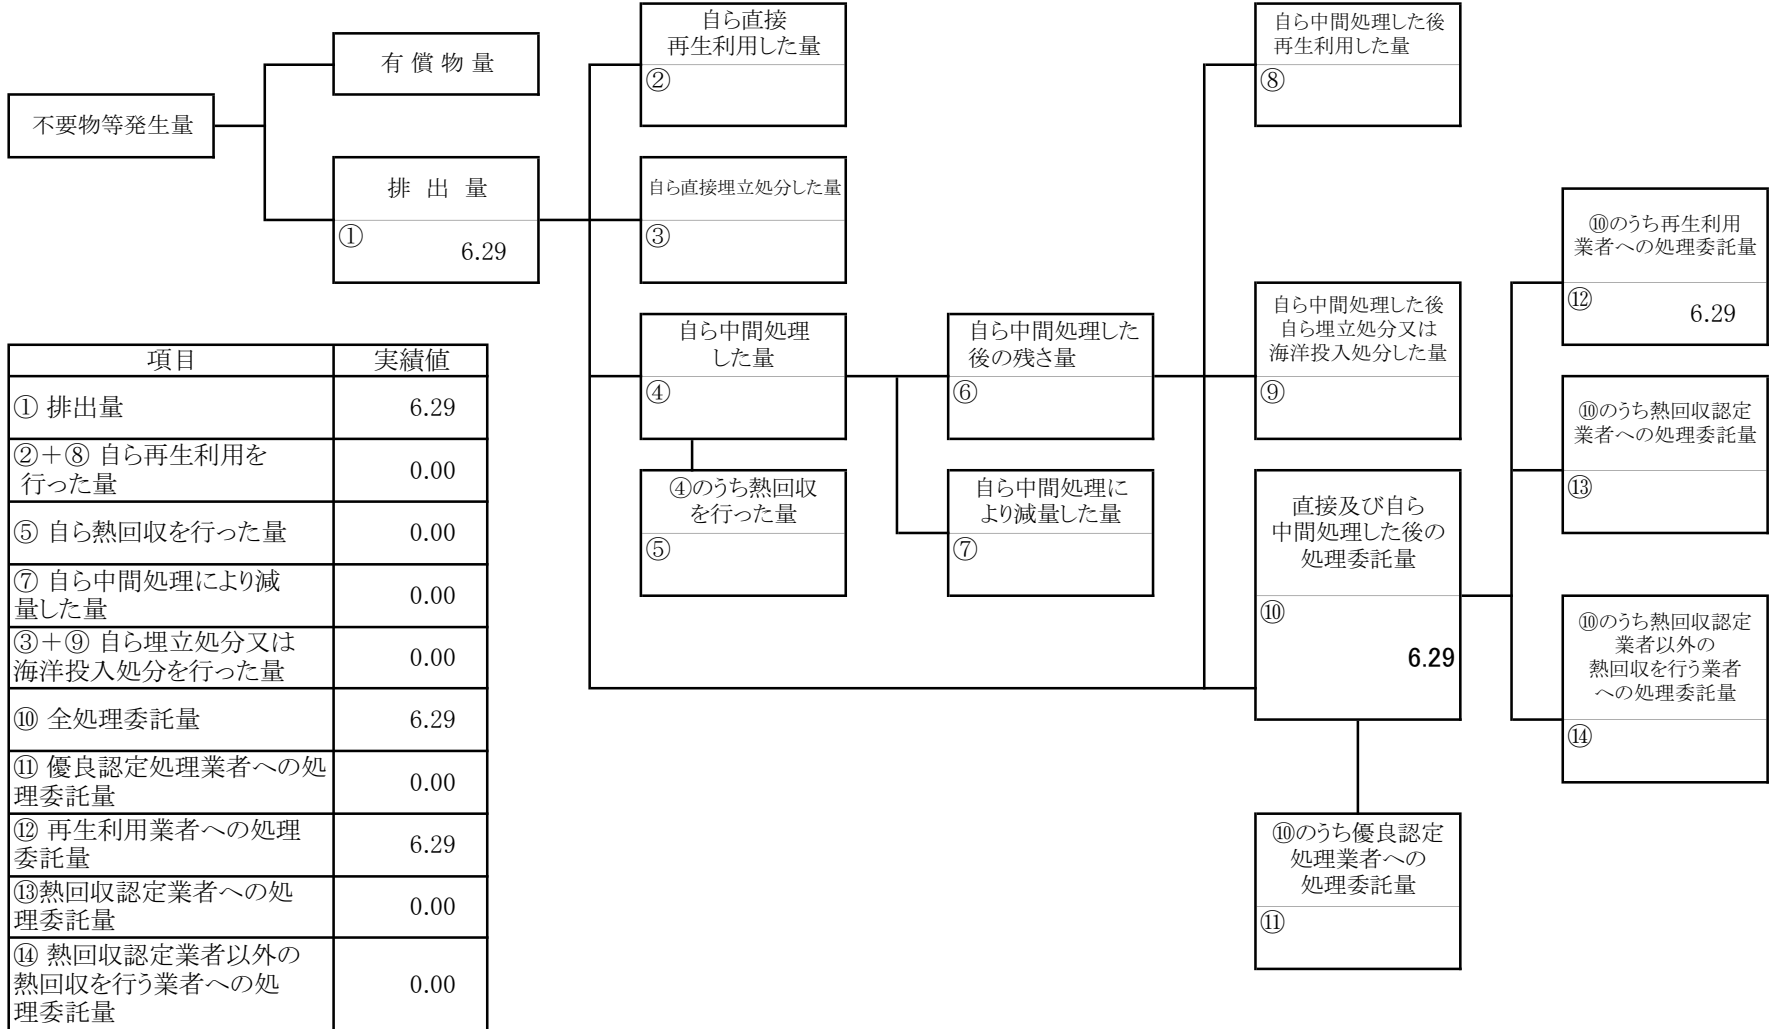 自ら直接
再生利用した量
②
自ら中間処理した後
再生利用した量
⑧
有 償 物 量
不要物等発生量
排 出 量
①
6.29
自ら直接埋立処分した量
③
⑩のうち再生利用
業者への処理委託量
⑫
6.29
自ら中間処理
した量
④
自ら中間処理した
後の残さ量
⑥
自ら中間処理した後
自ら埋立処分又は
海洋投入処分した量
⑨
⑩のうち熱回収認定
業者への処理委託量
⑬
④のうち熱回収
を行った量
⑤
自ら中間処理に
より減量した量
⑦
直接及び自ら
中間処理した後の
処理委託量
⑩
6.29
⑩のうち熱回収認定
業者以外の
熱回収を行う業者
への処理委託量
⑭
⑩のうち優良認定
処理業者への
処理委託量
⑪
項目 実績値
① 排出量 6.29
②＋⑧ 自ら再生利用を
行った量 0.00
⑤ 自ら熱回収を行った量 0.00
⑦ 自ら中間処理により減
量した量 0.00
③＋⑨ 自ら埋立処分又は
海洋投入処分を行った量 0.00
⑩ 全処理委託量 6.29
⑪ 優良認定処理業者への処
理委託量 0.00
⑫ 再生利用業者への処理
委託量 6.29
⑬熱回収認定業者への処
理委託量 0.00
⑭ 熱回収認定業者以外の
熱回収を行う業者への処
理委託量 0.00